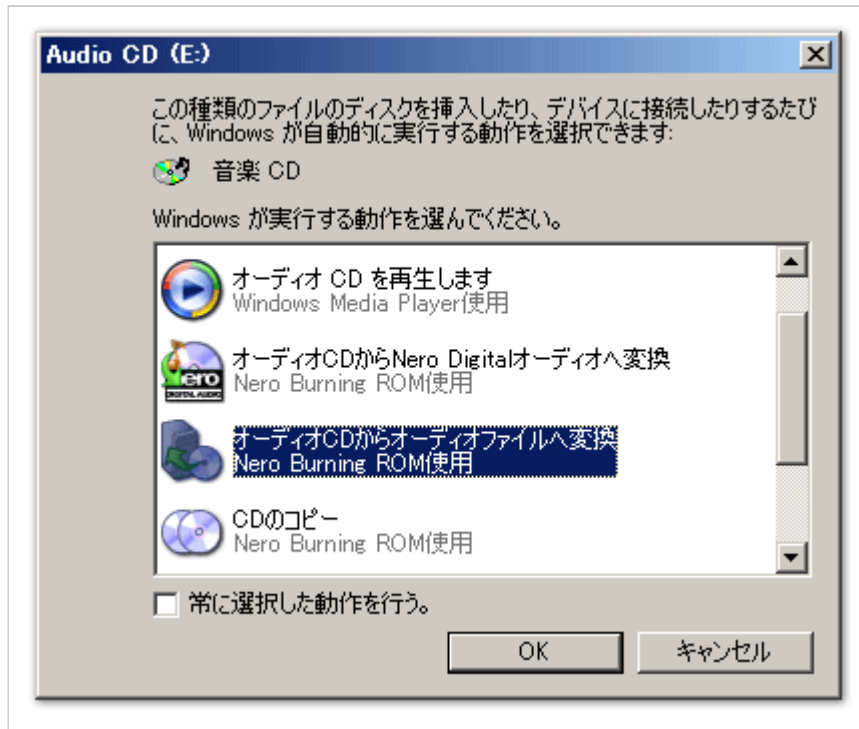 Audio CD (E:)
この種類のファイルのディスクを挿入したり、デバイスに接続したりするたび
に、Windows が自動的に実行する動作を選択できます:
音楽 CD
Windows が実行する動作を選んでください。
オーディオ CD を再生します
Windows Media Player使用
オーディオCDからNero Digitalオーディオへ変換
Nero Burning ROM使用
nero
DIGITAL AUDIO
オーディオCDからオーディオファイルへ変換
Nero Burning ROM使用
CDのコピー
Nero Burning ROM使用
常に選択した動作を行う。
OK
キャンセル